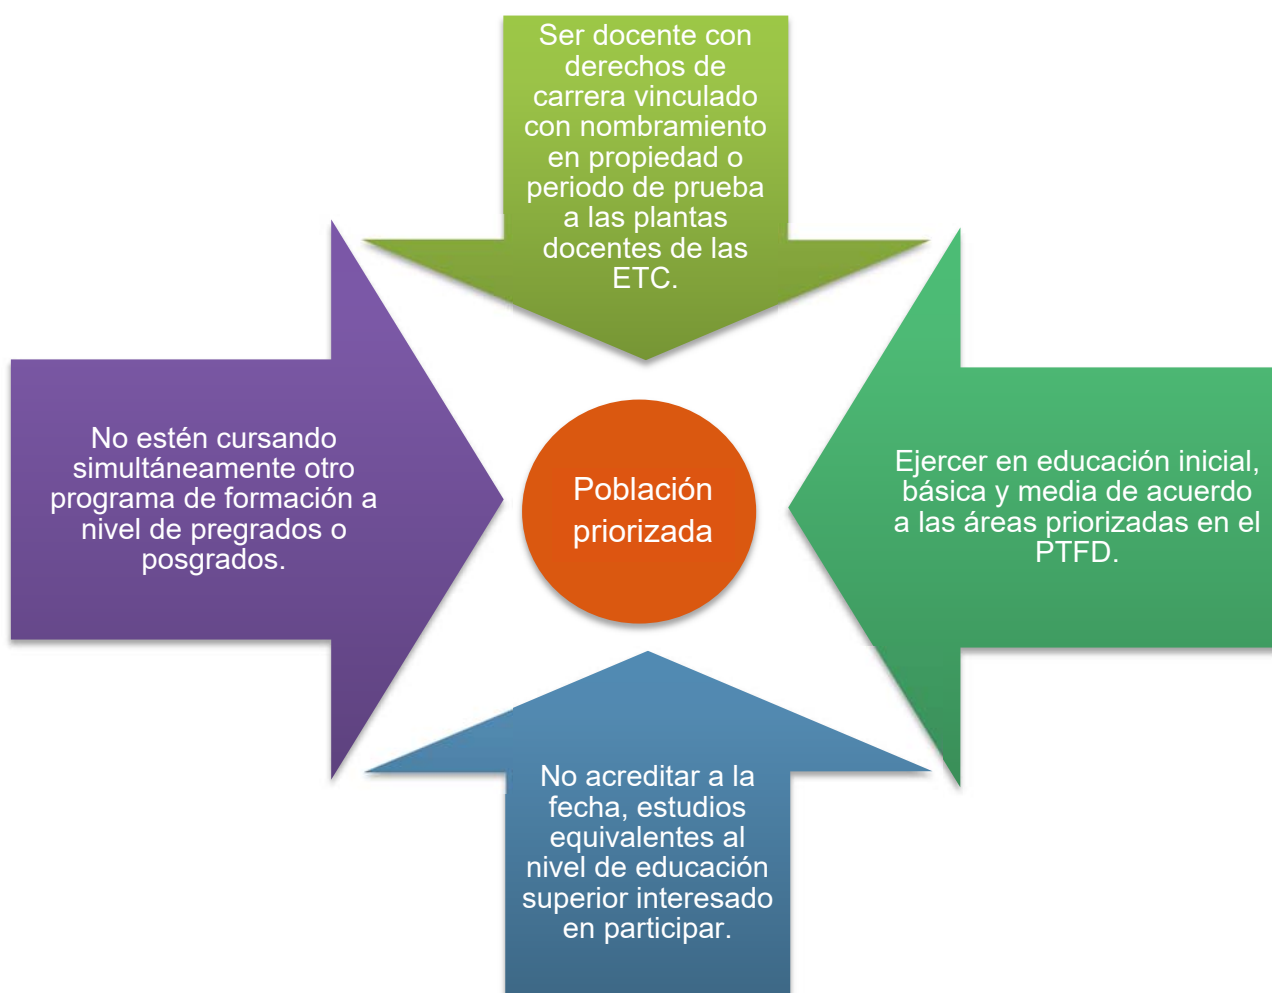 Ser docente con
derechos de
carrera vinculado
con nombramiento
en propiedad o
periodo de prueba
a las plantas
docentes de las
ETC.
No estén cursando
simultáneamente otro
programa de formación a
nivel de pregrados o
posgrados.
Población
priorizada
Ejercer en educación inicial,
básica y media de acuerdo
a las áreas priorizadas en el
PTFD.
No acreditar a la
fecha, estudios
equivalentes al
nivel de educación
superior interesado
en participar.